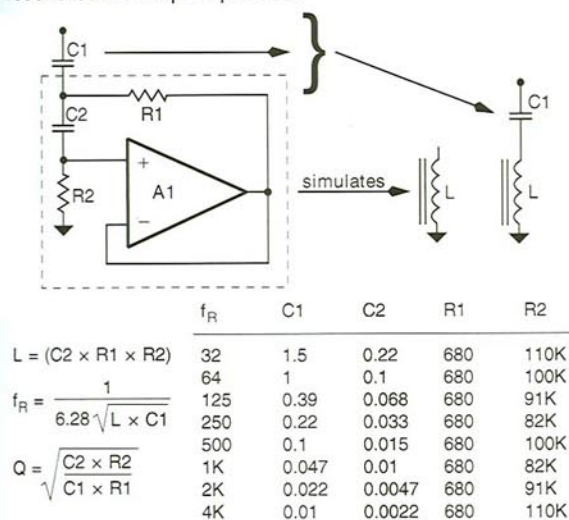 C1
C2
R1
R2
+
A1
−
simulates
L
C1
L
L = (C2 × R1 × R2)
f_R = 1 / 6.28 √L × C1
Q = √C2 × R2 / C1 × R1
f_R C1 C2 R1 R2
32 1.5 0.22 680 110K
64 1 0.1 680 100K
125 0.39 0.068 680 91K
250 0.22 0.033 680 82K
500 0.1 0.015 680 100K
1K 0.047 0.01 680 82K
2K 0.022 0.0047 680 91K
4K 0.01 0.0022 680 110K